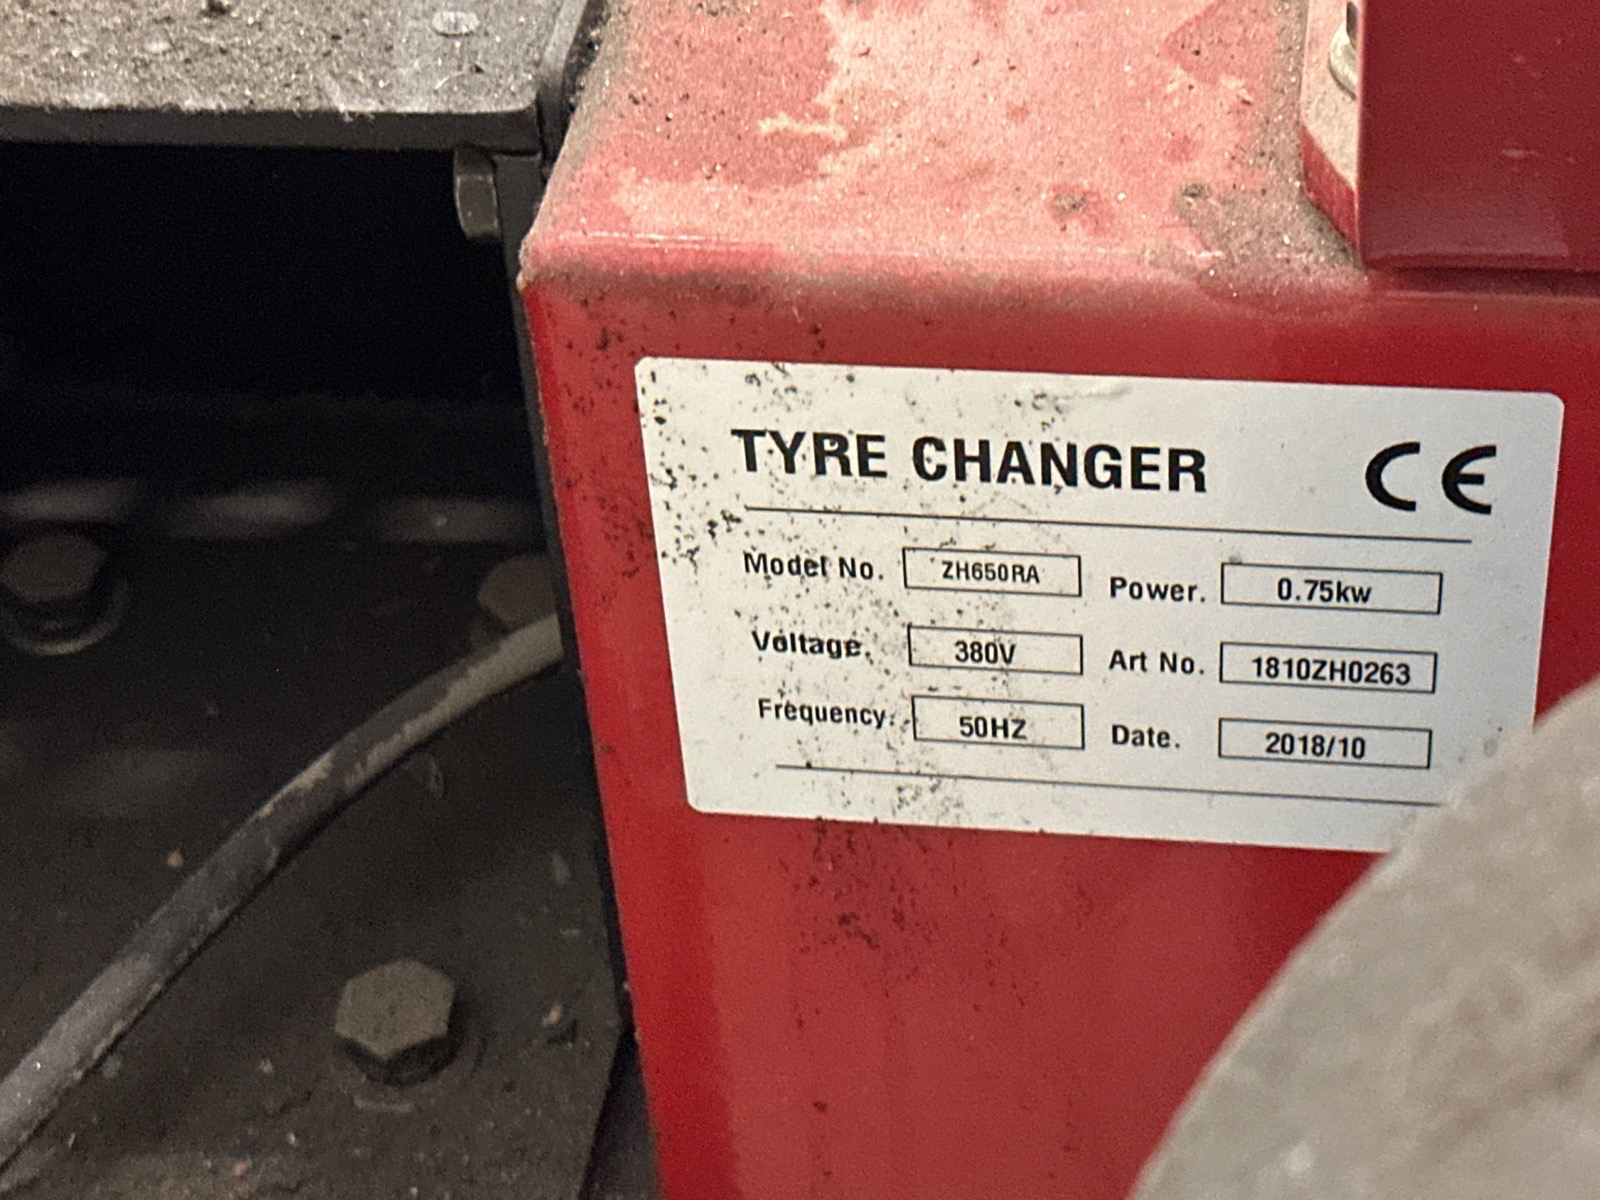 TYRE CHANGER CE
Model No. ZH650RA Power. 0.75kw
Voltage. 380V Art No. 1810ZH0263
Frequency. 50HZ Date. 2018/10